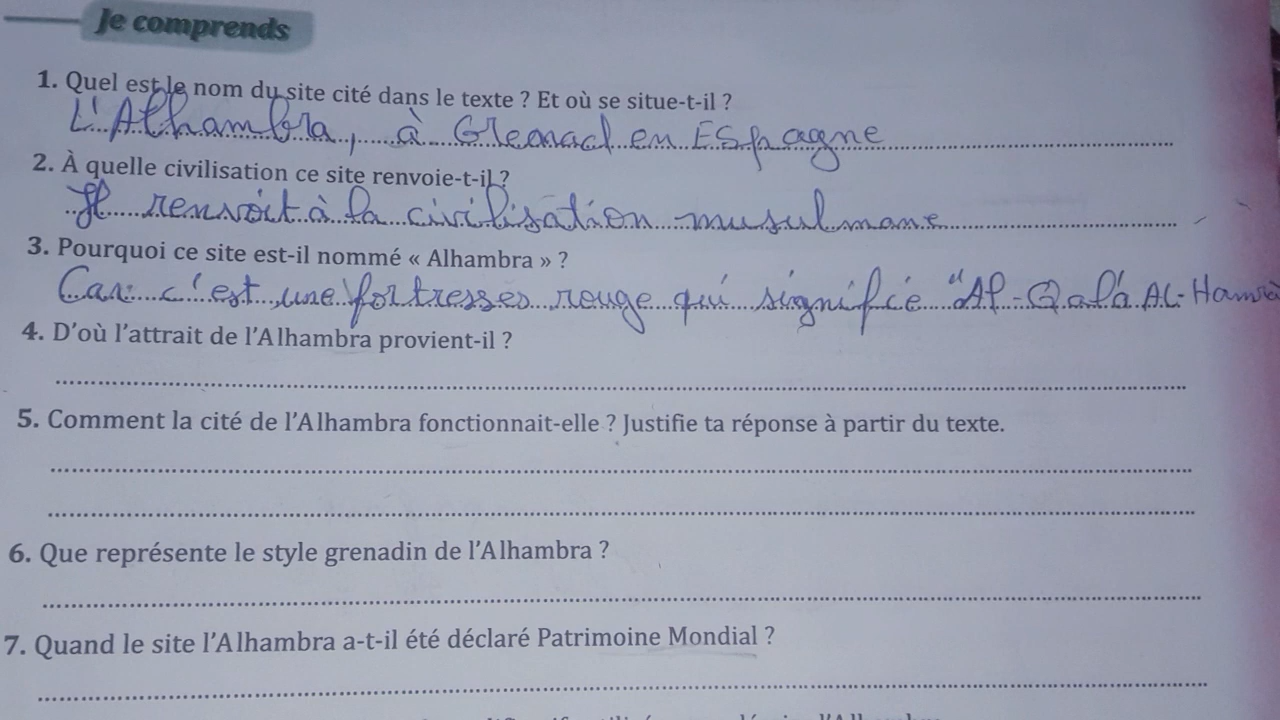 Je comprends
1. Quel est le nom du site cité dans le texte ? Et où se situe-t-il ?
L'Alhambra, à Grenad en Espagne
2. À quelle civilisation ce site renvoie-t-il ?
Il renvoit à la civilisation musulmane
3. Pourquoi ce site est-il nommé « Alhambra » ?
Car c'est une fortresses rouge qui signifie "Al-Qal'a AL-Hamra
4. D'où l'attrait de l'Alhambra provient-il ?
5. Comment la cité de l'Alhambra fonctionnait-elle ? Justifie ta réponse à partir du texte.
6. Que représente le style grenadin de l'Alhambra ?
7. Quand le site l'Alhambra a-t-il été déclaré Patrimoine Mondial ?